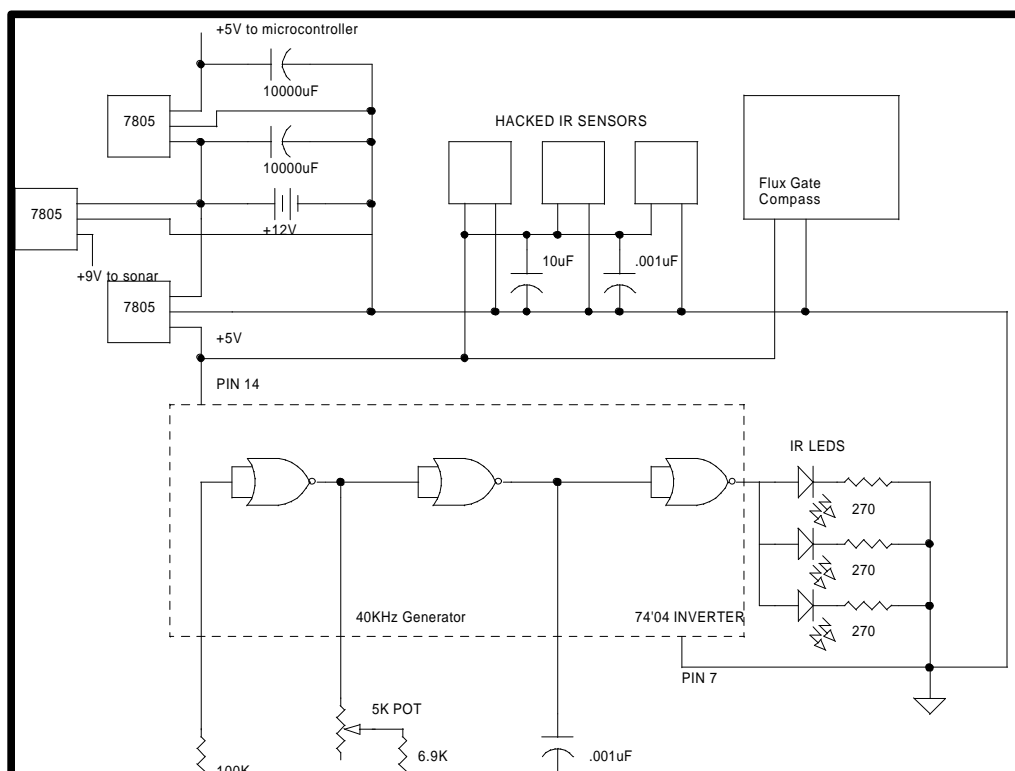 +5V to microcontroller
10000uF
7805
HACKED IR SENSORS
10000uF
Flux Gate
Compass
7805
+12V
10uF
.001uF
+9V to sonar
7805
+5V
PIN 14
IR LEDS
270
270
40KHz Generator
74'04 INVERTER
270
PIN 7
5K POT
6.9K
.001uF
100K